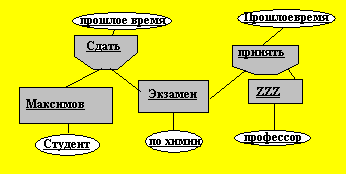 прошлое время
Прошлоевремя
Сдать
принять
Максимов
Экзамен
ZZZ
Студент
по химии
профессор